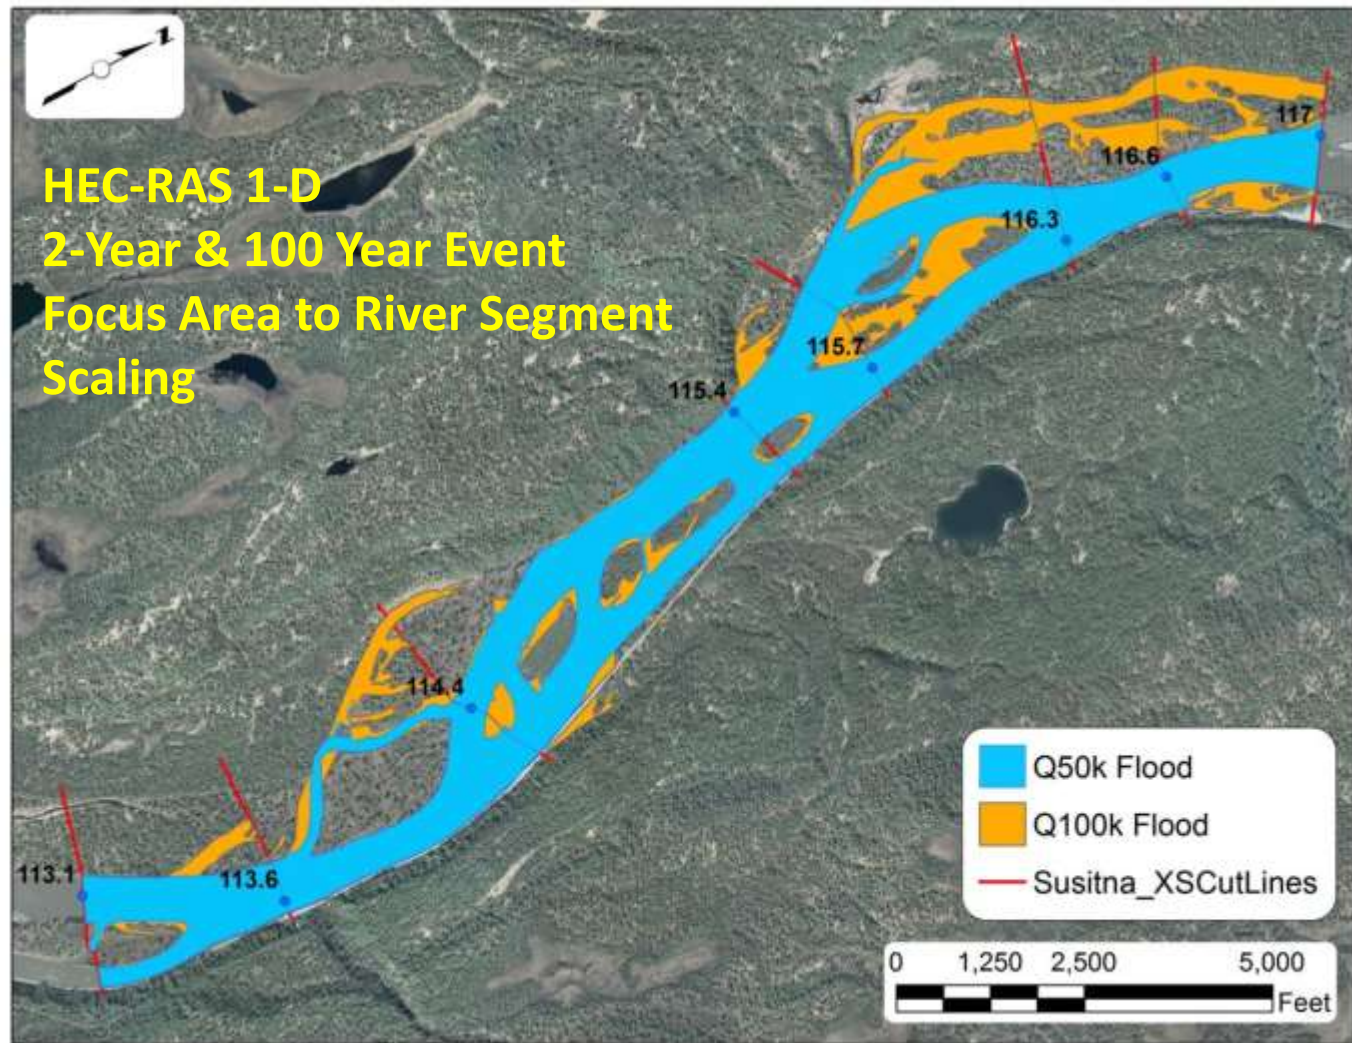 Z
HEC-RAS 1-D
2-Year & 100 Year Event
Focus Area to River Segment
Scaling
117
116.6
116.3
115.7
115.4
114.4
113.6
113.1
Q50k Flood
Q100k Flood
Susitna_XSCutLines
0 1,250 2,500 5,000
Feet